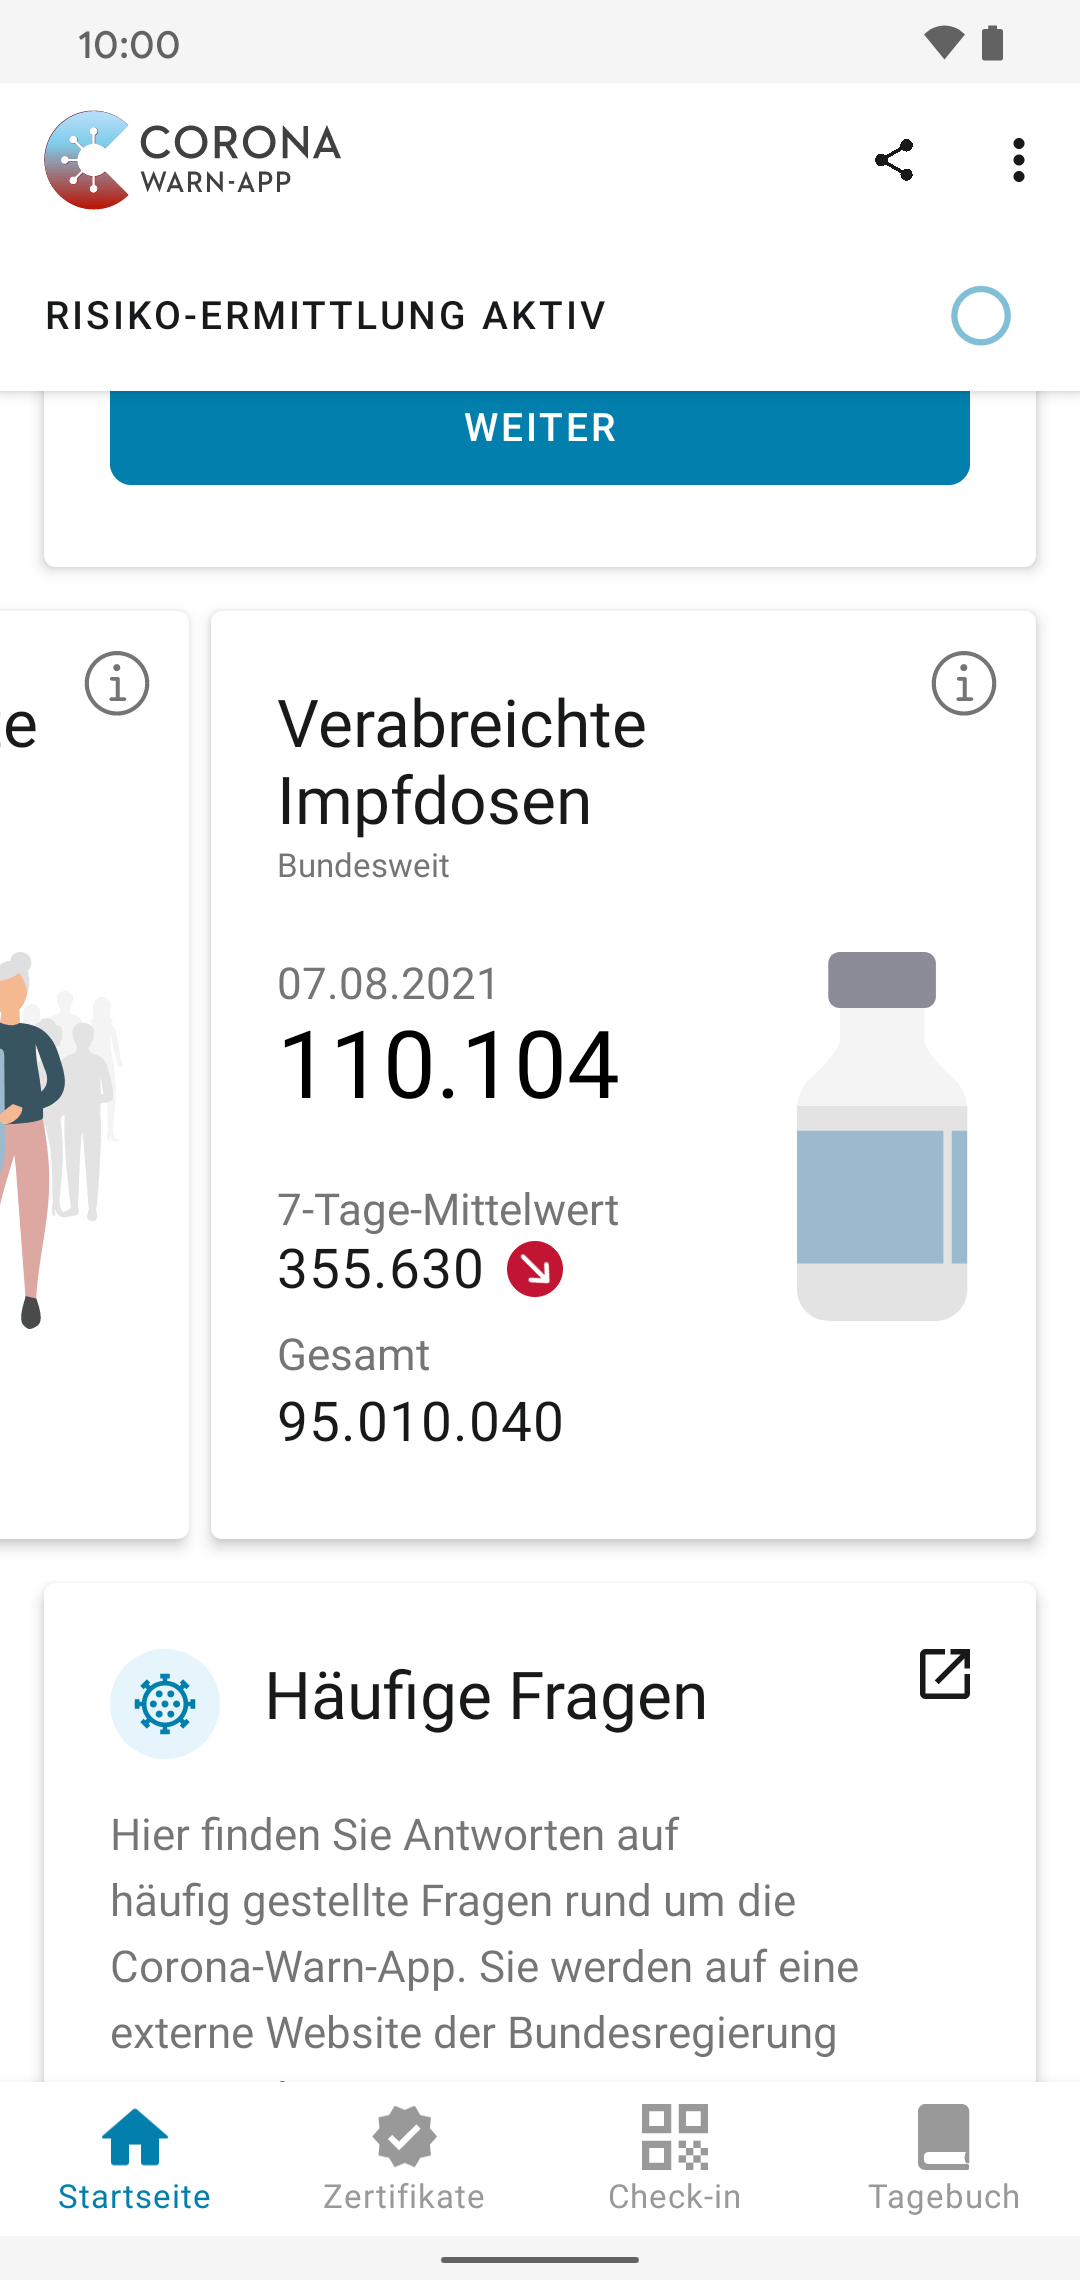 10:00
CORONA
WARN-APP
RISIKO-ERMITTLUNG AKTIV
WEITER
Verabreichte
Impfdosen
Bundesweit
07.08.2021
110.104
7-Tage-Mittelwert
355.630
Gesamt
95.010.040
Häufige Fragen
Hier finden Sie Antworten auf
häufig gestellte Fragen rund um die
Corona-Warn-App. Sie werden auf eine
externe Website der Bundesregierung
Startseite
Zertifikate
Check-in
Tagebuch